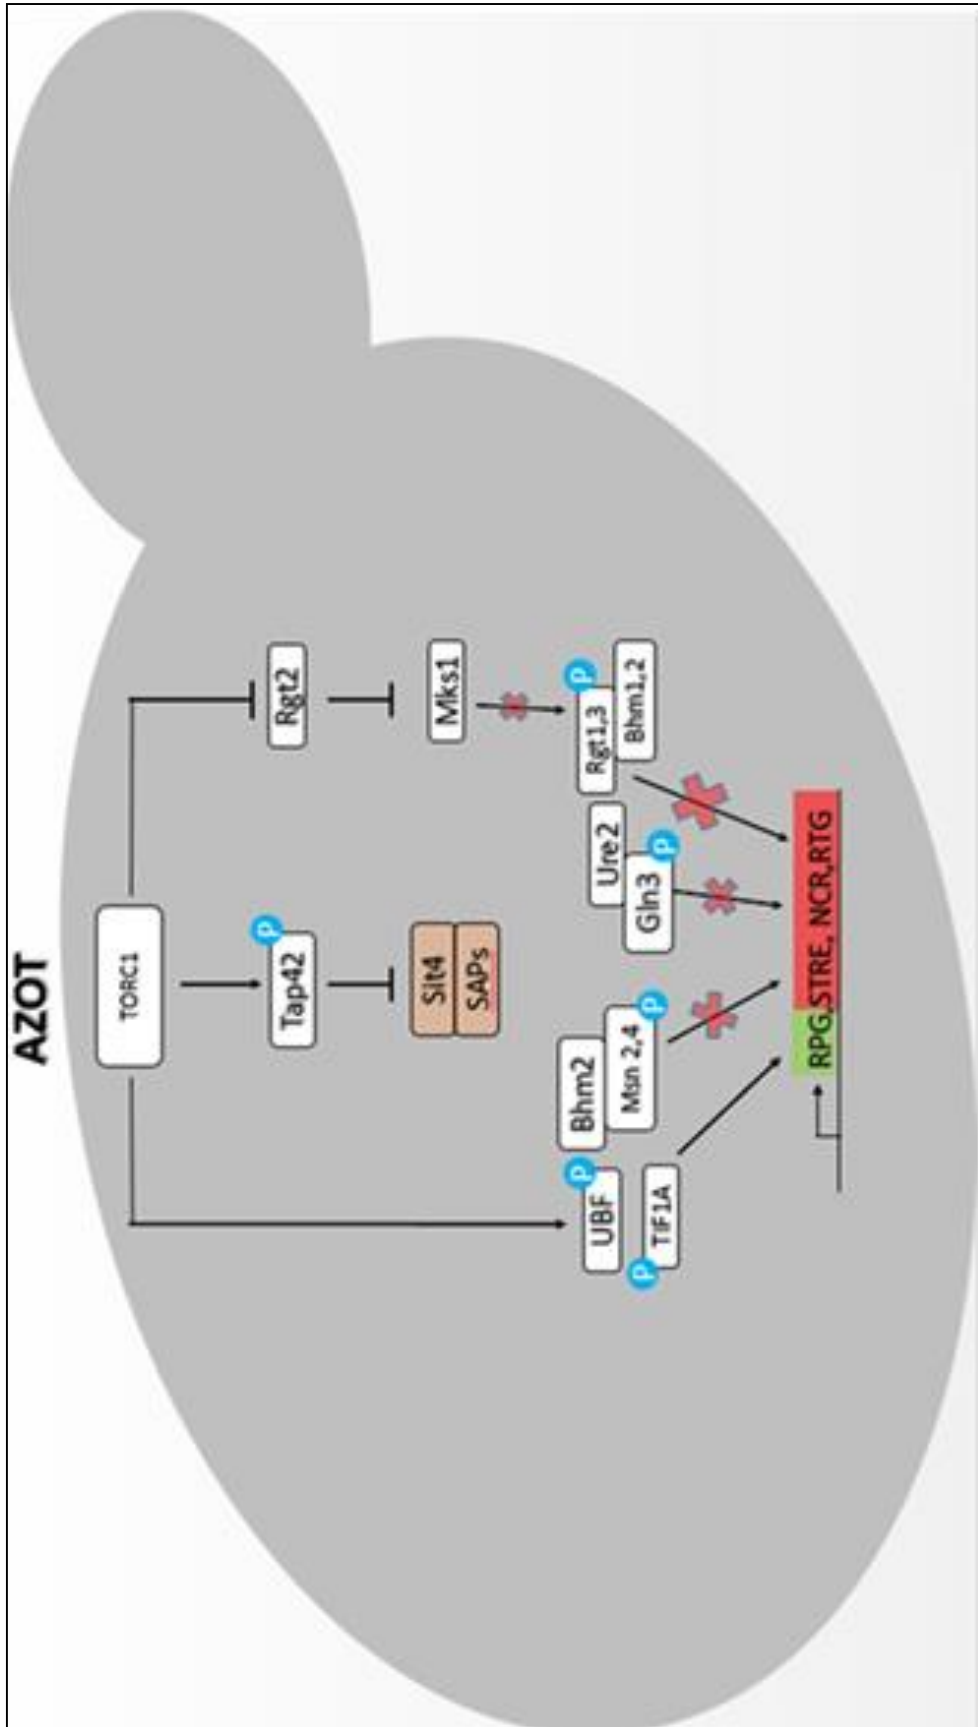 AZOT
TORC1
P
Tap42
Rgt2
Sit4
SAPs
Mks1
UBF
P
TIF1A
P
Bhm2
Msn 2,4
P
Ure2
Gln3
P
Rgt1,3
P
Bhm1,2
RPG,STRE, NCR,RTG